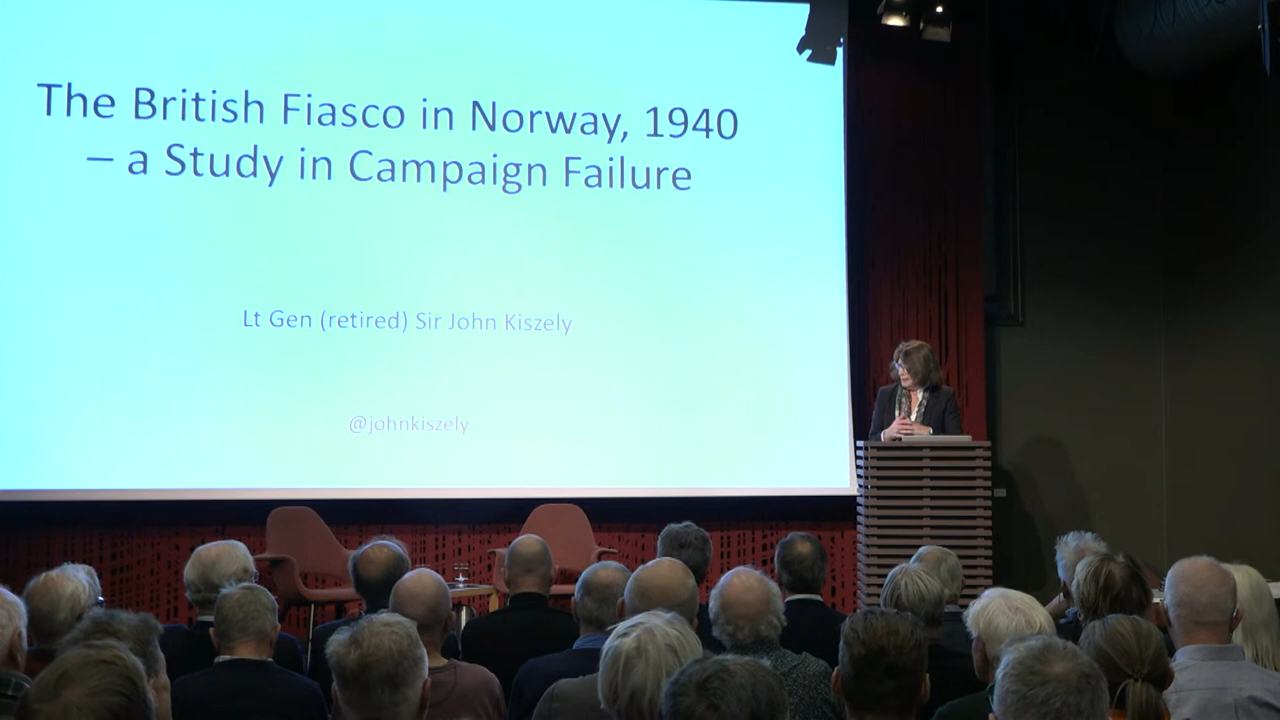 The British Fiasco in Norway, 1940
– a Study in Campaign Failure
Lt Gen (retired) Sir John Kiszely
@johnkiszely